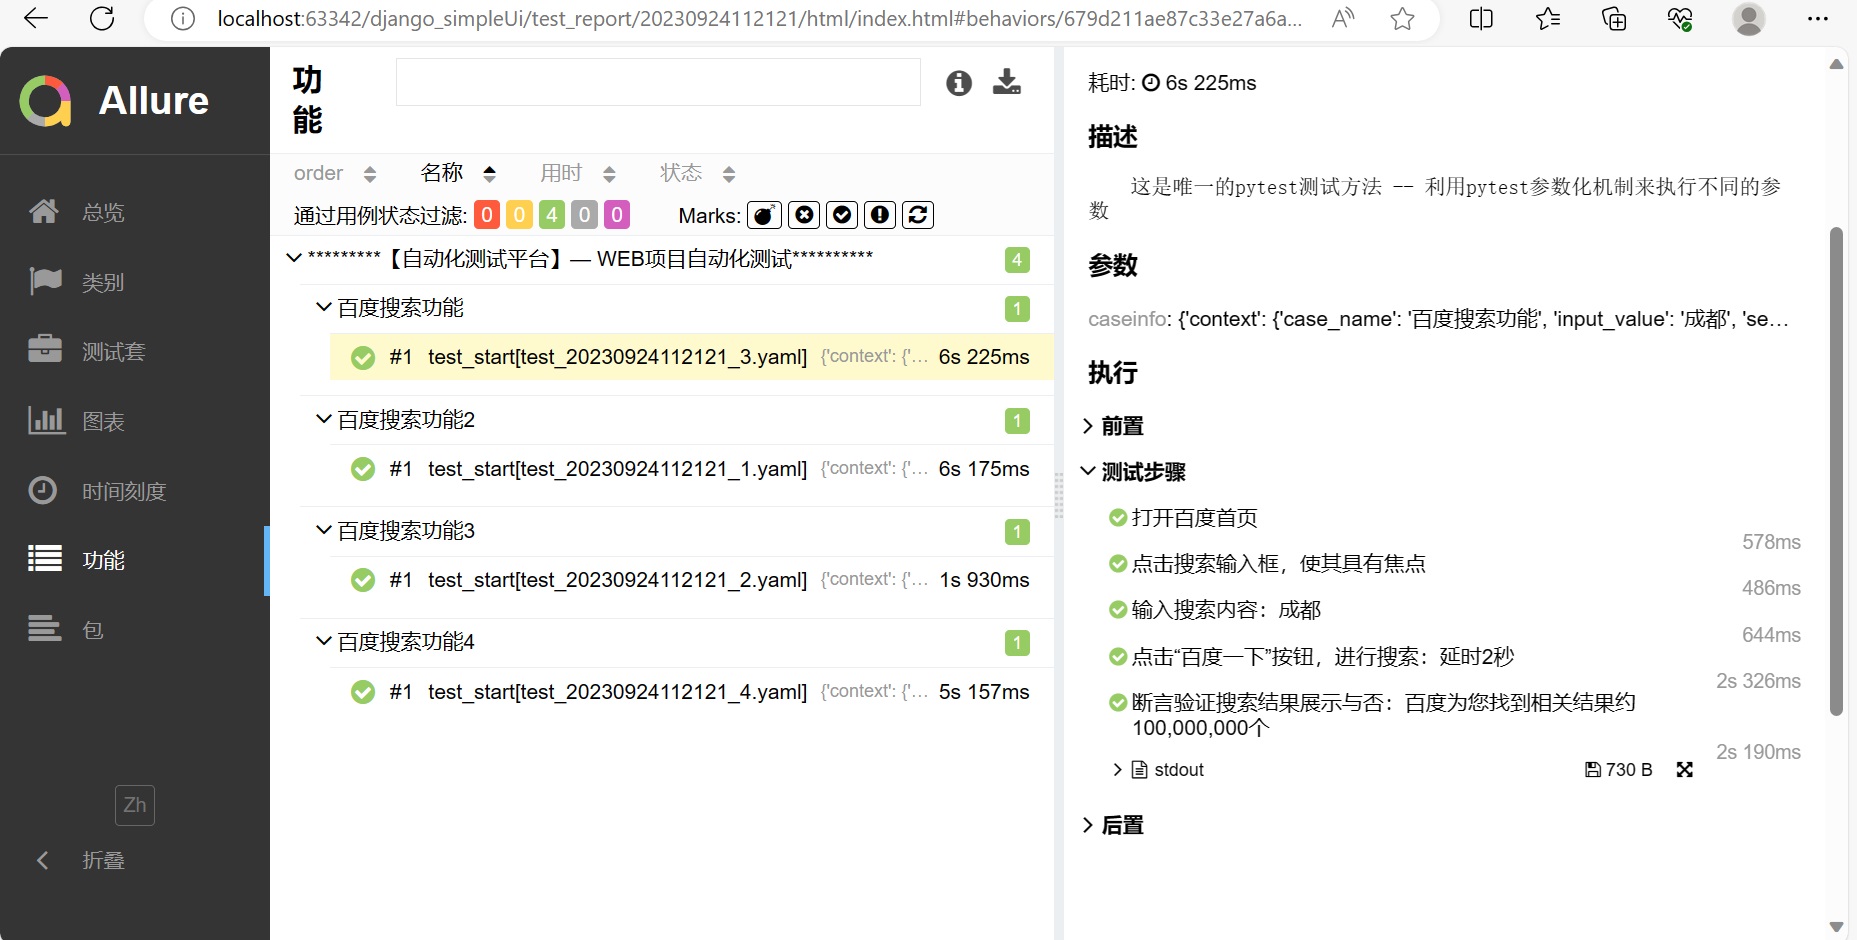 localhost:63342/django_simpleUi/test_report/20230924112121/html/index.html#behaviors/679d211ae87c33e27a6a...
Allure
总览
类别
测试套
图表
时间刻度
功能
包
Zh
折叠
功
能
order 名称 用时 状态
通过用例状态过滤: 0 0 4 0 0 Marks:
*********【自动化测试平台】— WEB项目自动化测试********** 4
百度搜索功能 1
#1 test_start[test_20230924112121_3.yaml] {'context': {'... 6s 225ms
百度搜索功能2 1
#1 test_start[test_20230924112121_1.yaml] {'context': {'... 6s 175ms
百度搜索功能3 1
#1 test_start[test_20230924112121_2.yaml] {'context': {'... 1s 930ms
百度搜索功能4 1
#1 test_start[test_20230924112121_4.yaml] {'context': {'... 5s 157ms
耗时: 6s 225ms
描述
这是唯一的pytest测试方法 -- 利用pytest参数化机制来执行不同的参
数
参数
caseinfo: {'context': {'case_name': '百度搜索功能', 'input_value': '成都', 'se...
执行
前置
测试步骤
打开百度首页
578ms
点击搜索输入框，使其具有焦点
486ms
输入搜索内容：成都
644ms
点击“百度一下”按钮，进行搜索：延时2秒
2s 326ms
断言验证搜索结果展示与否：百度为您找到相关结果约
100,000,000个
2s 190ms
stdout 730 B
后置